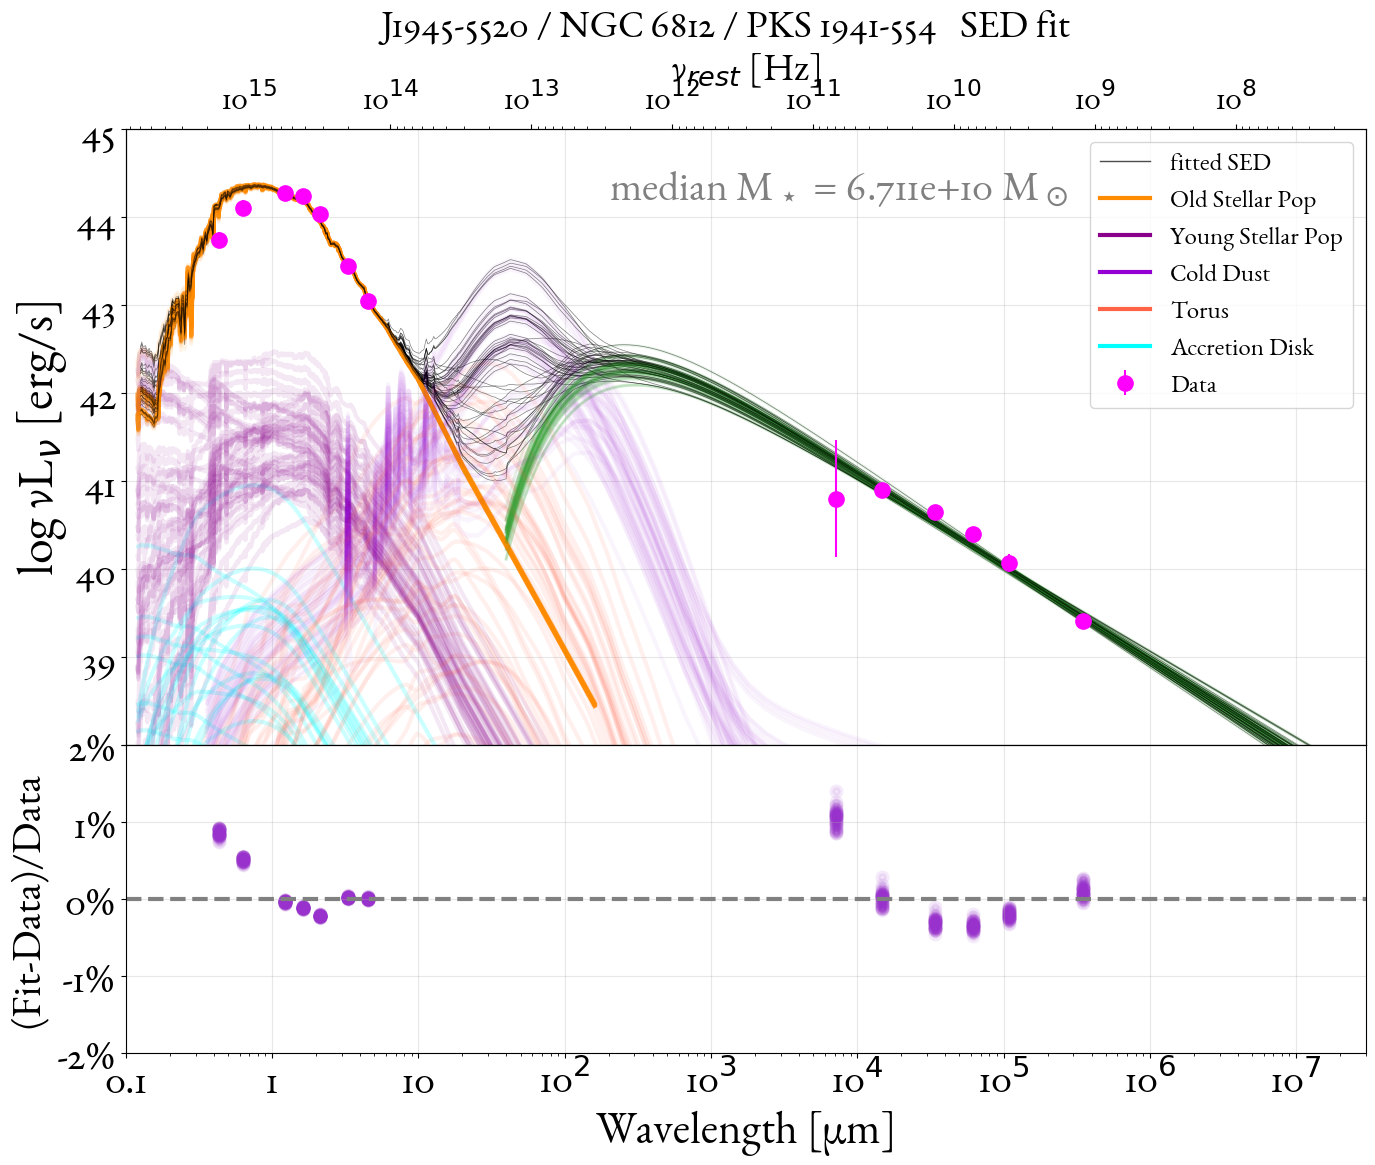 J1945-5520 / NGC 6812 / PKS 1941-554 SED fit
ν_rest [Hz]
10^15 10^14 10^13 10^12 10^11 10^10 10^9 10^8
log νL_ν [erg/s]
45
44
43
42
41
40
39
median M⋆ = 6.711e+10 M⊙
fitted SED
Old Stellar Pop
Young Stellar Pop
Cold Dust
Torus
Accretion Disk
Data
(Fit-Data)/Data
2%
1%
0%
-1%
-2%
0.1 1 10 10^2 10^3 10^4 10^5 10^6 10^7
Wavelength [μm]